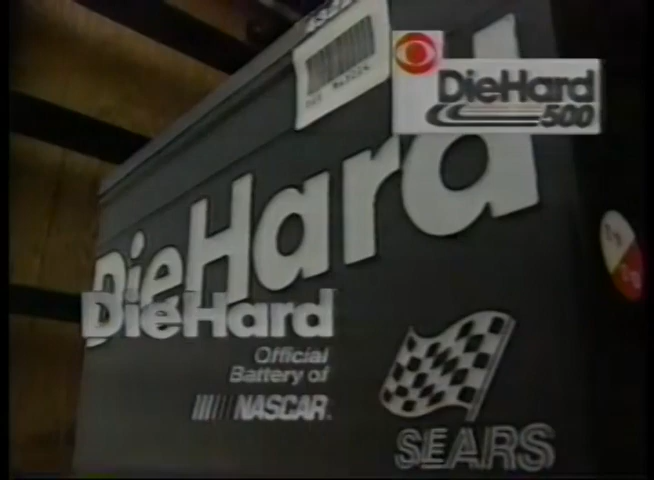 DieHard
500
DieHard
DieHard
Official
Battery of
NASCAR
SEARS